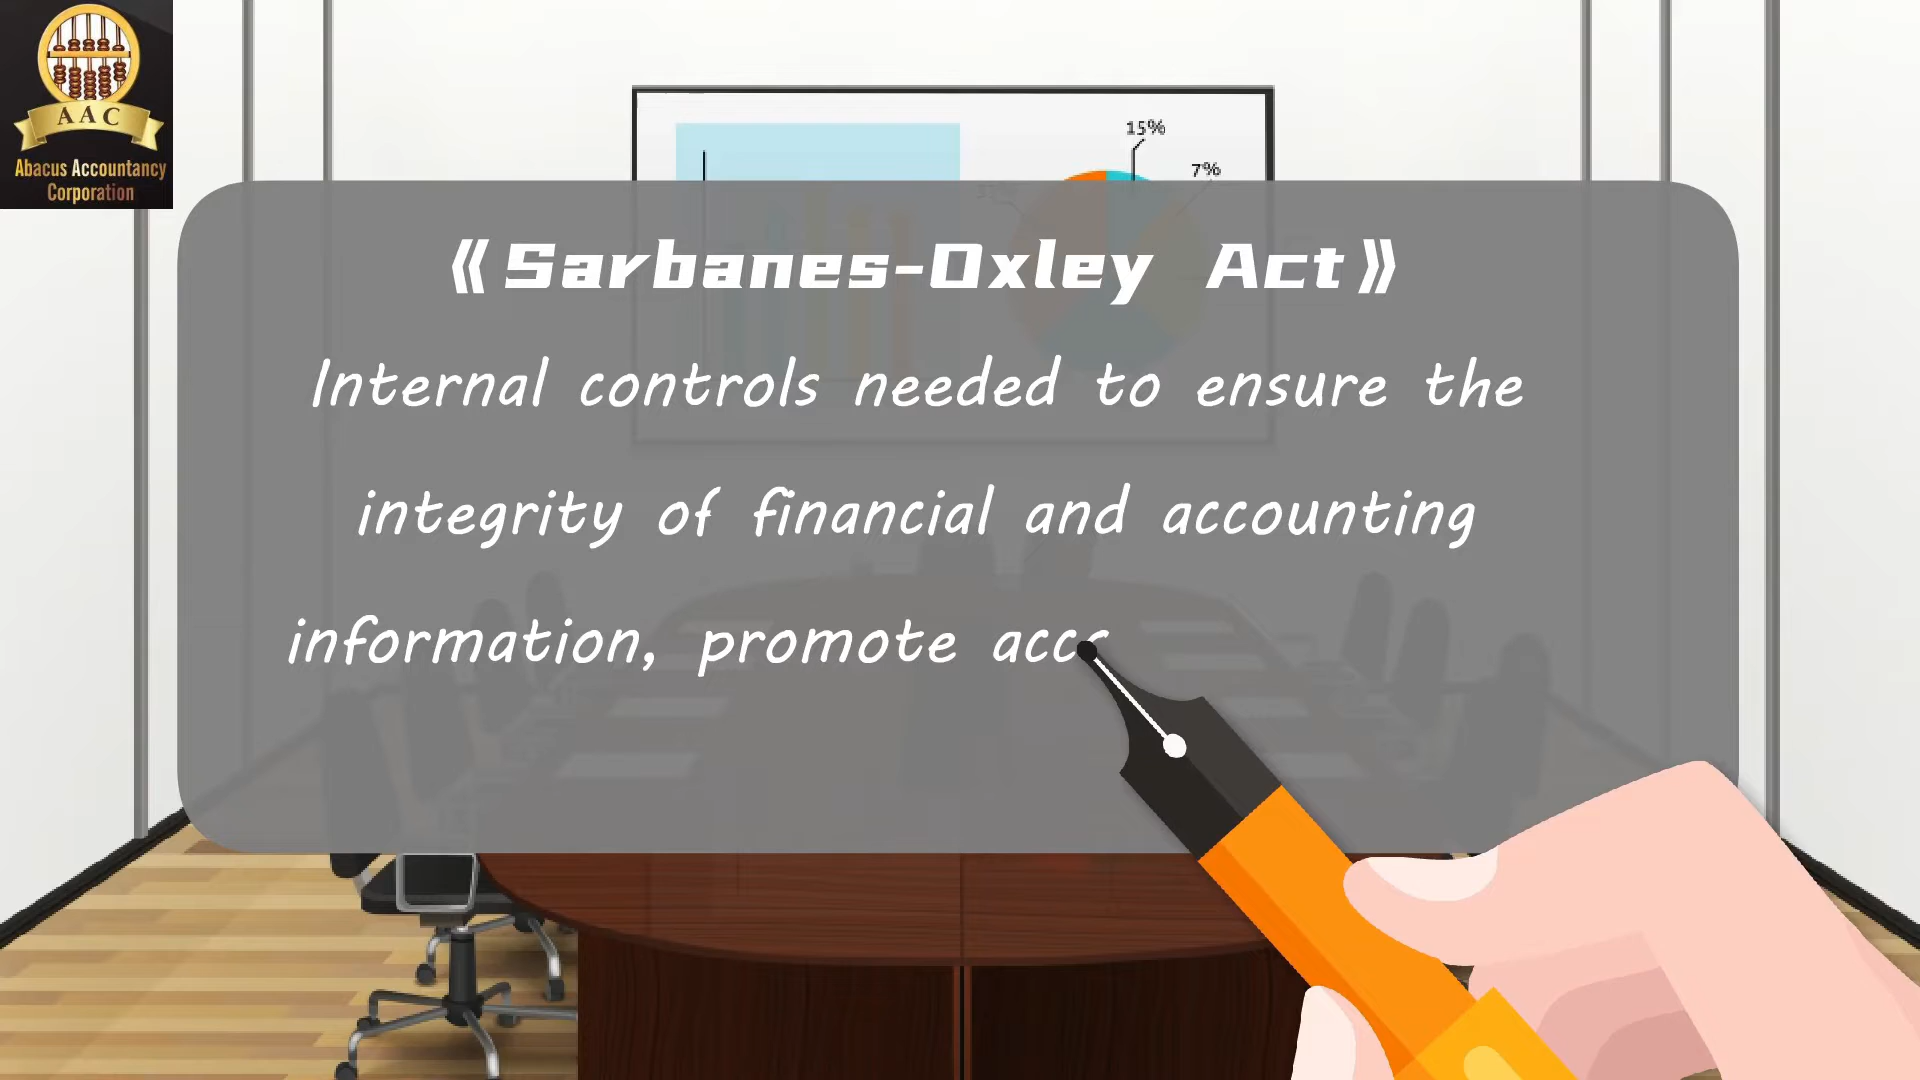 AAC
Abacus Accountancy
Corporation
15%
7%
《Sarbanes-Oxley Act》
Internal controls needed to ensure the
integrity of financial and accounting
information, promote acc